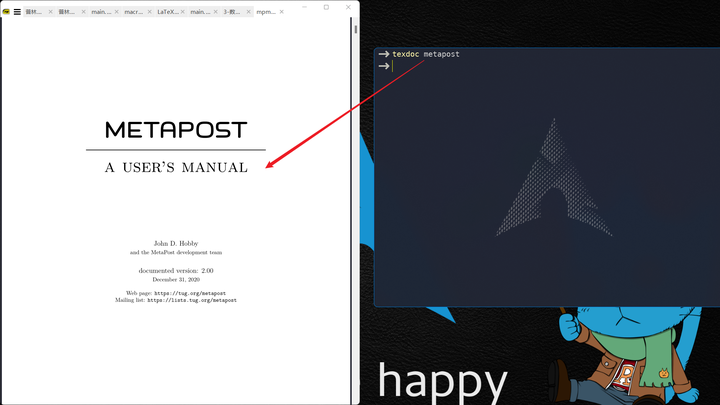 晋林...
晋林...
main....
macr...
LaTeX...
main....
3-数...
mpm...
METAPOST
A USER'S MANUAL
John D. Hobby
and the MetaPost development team
documented version: 2.00
December 31, 2020
Web page: https://tug.org/metapost
Mailing list: https://lists.tug.org/metapost
texdoc metapost
happy